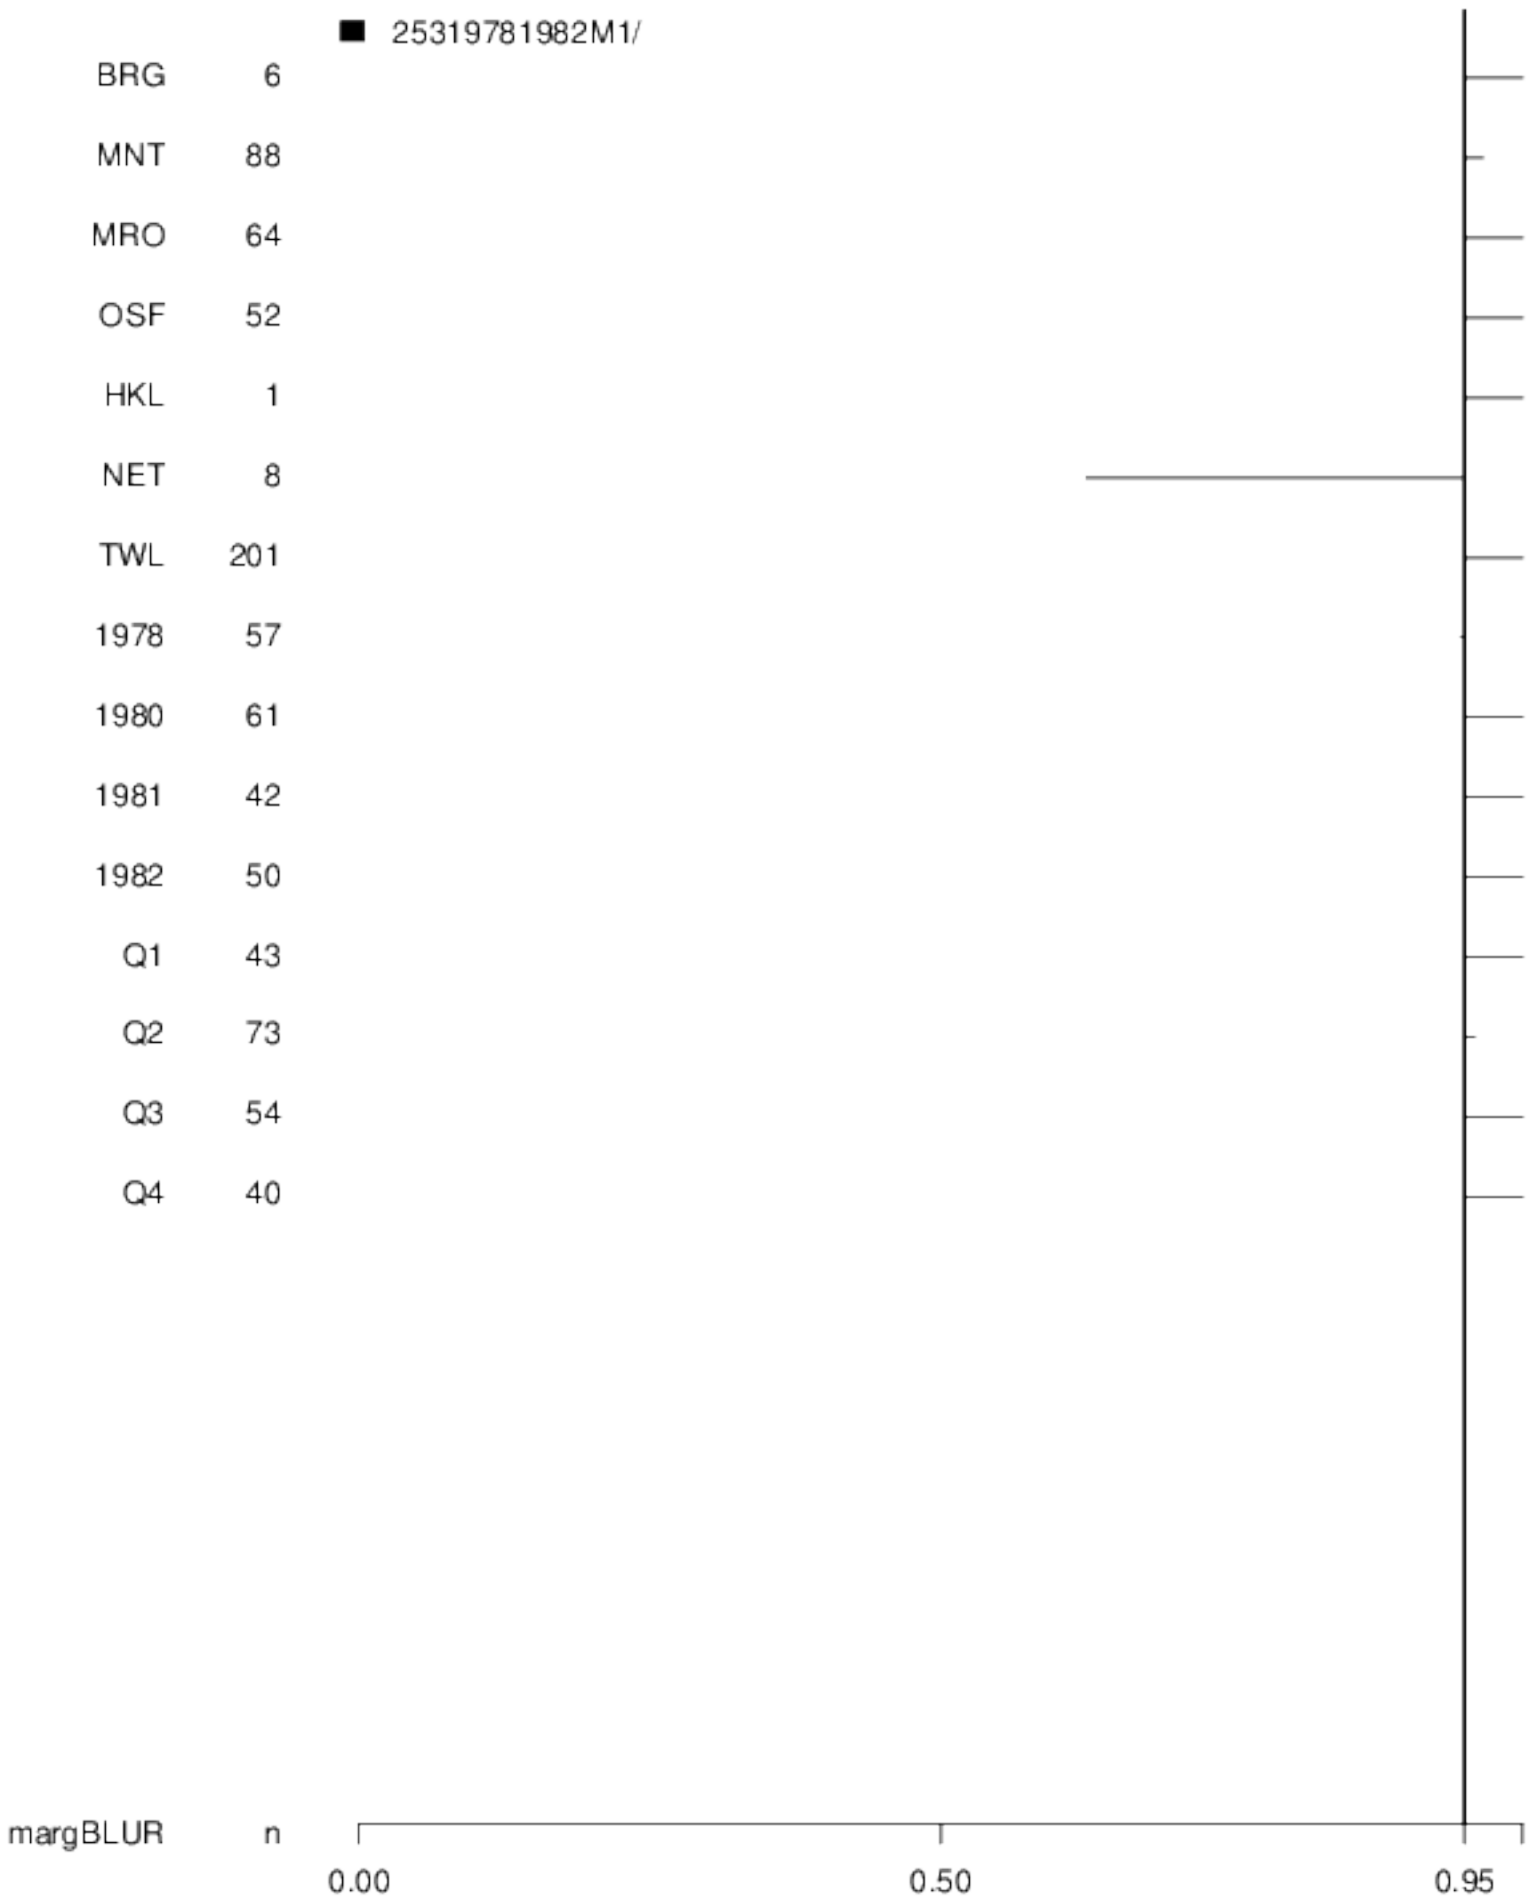 25319781982M1/
BRG 6
MNT 88
MRO 64
OSF 52
HKL 1
NET 8
TWL 201
1978 57
1980 61
1981 42
1982 50
Q1 43
Q2 73
Q3 54
Q4 40
margBLUR n
0.00 0.50 0.95